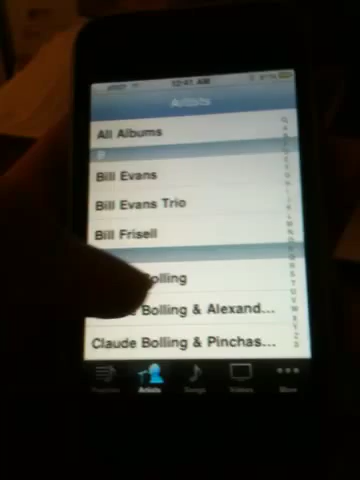 12:41 AM
Artists
All Albums
B
Bill Evans
Bill Evans Trio
Bill Frisell
Bolling
Bolling & Alexand...
Claude Bolling & Pinchas...
Artists Songs Videos More